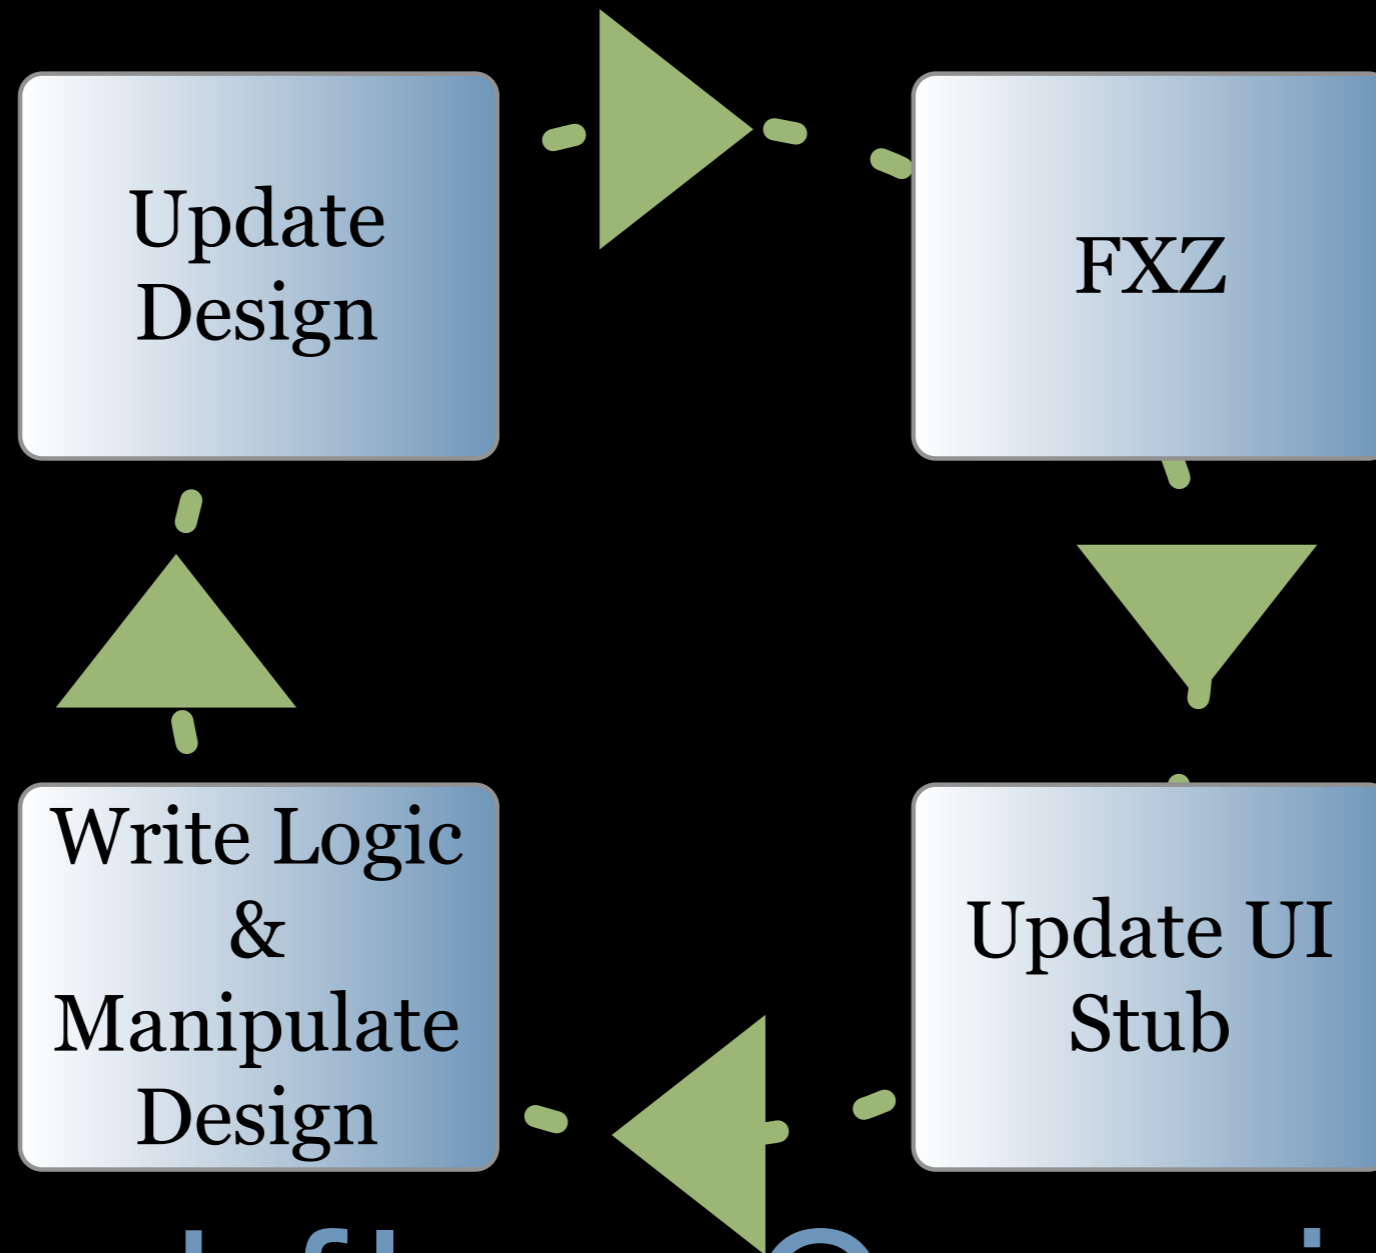 Update
Design
FXZ
Write Logic
&
Manipulate
Design
Update UI
Stub